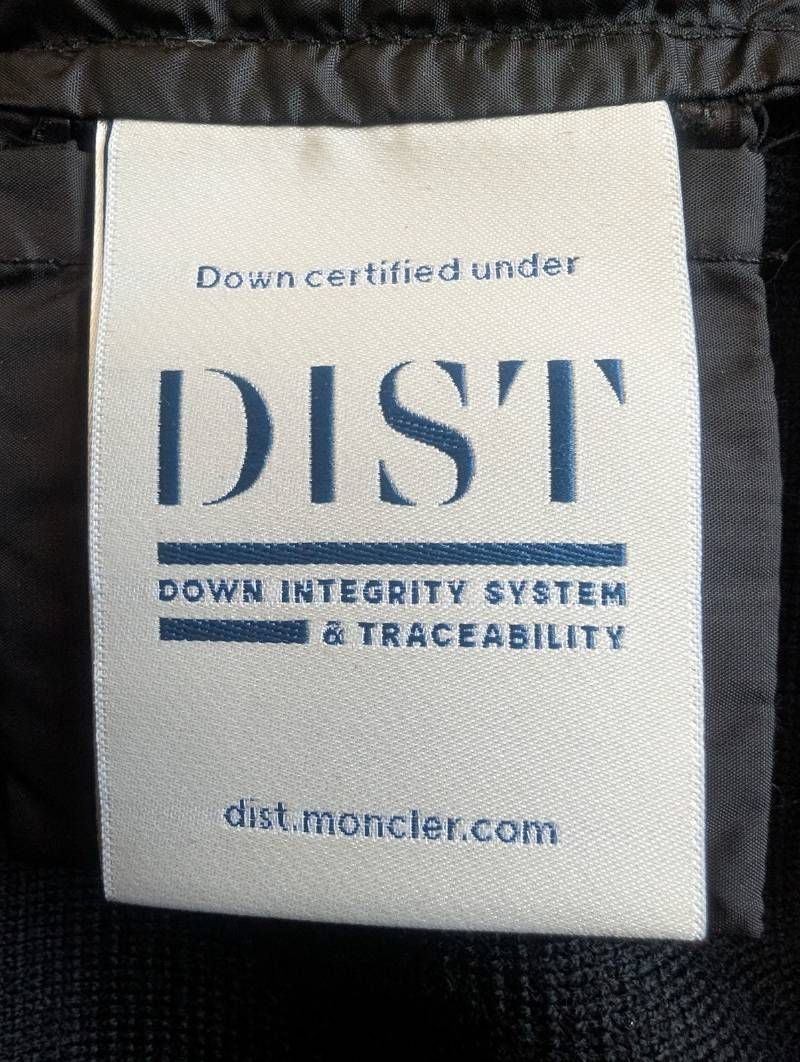 Down certified under
DIST
DOWN INTEGRITY SYSTEM
& TRACEABILITY
dist.moncler.com